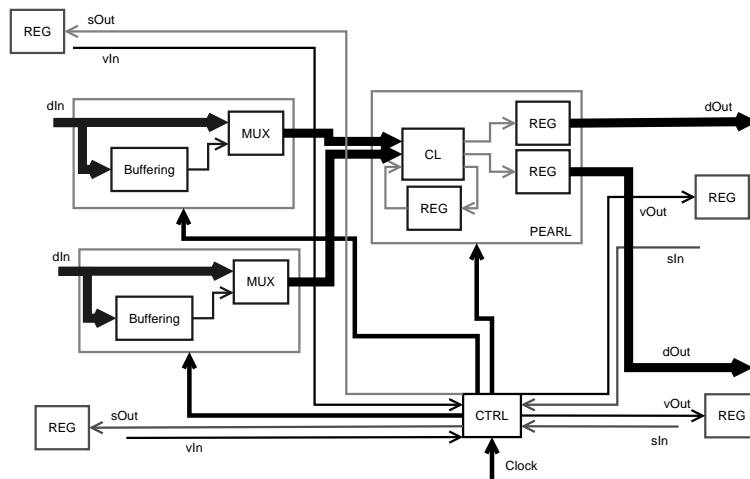 sOut
REG
vIn
dIn
MUX
Buffering
CL
REG
REG
REG
PEARL
dOut
vOut
REG
sIn
dIn
MUX
Buffering
dOut
sOut
REG
vIn
CTRL
vOut
REG
sIn
Clock